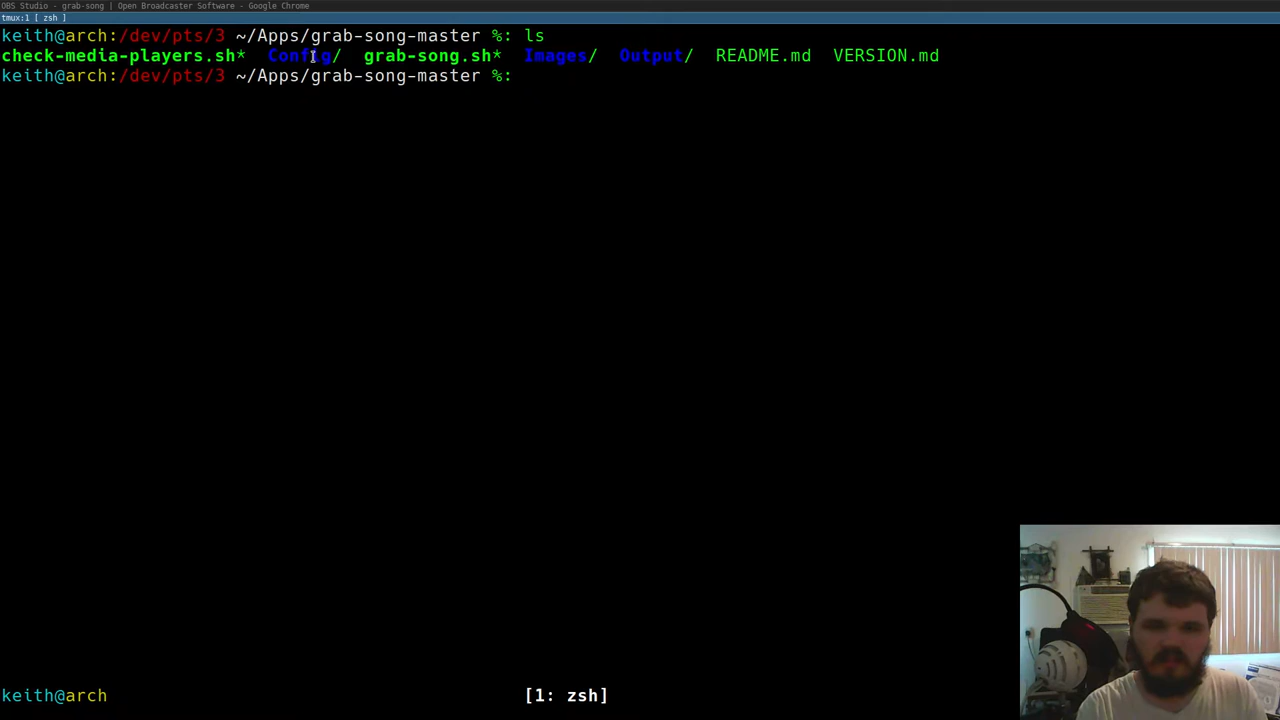 OBS Studio - grab-song | Open Broadcaster Software - Google Chrome
tmux:1 [ zsh ]
keith@arch:/dev/pts/3 ~/Apps/grab-song-master %: ls
check-media-players.sh*  Config/  grab-song.sh*  Images/  Output/  README.md  VERSION.md
keith@arch:/dev/pts/3 ~/Apps/grab-song-master %:
keith@arch [1: zsh]